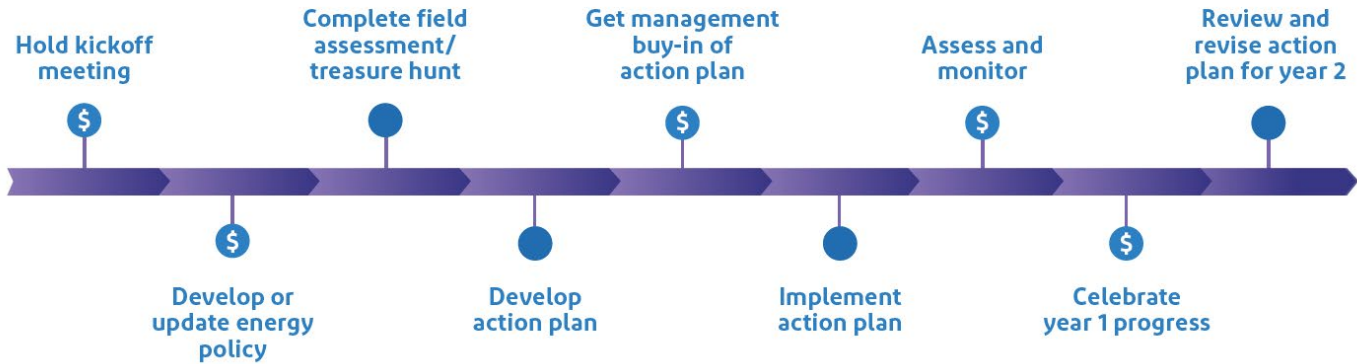 Hold kickoff
meeting
$
Develop or
update energy
policy
$
Complete field
assessment/
treasure hunt
Develop
action plan
Get management
buy-in of
action plan
$
Implement
action plan
Assess and
monitor
$
Celebrate
year 1 progress
$
Review and
revise action
plan for year 2